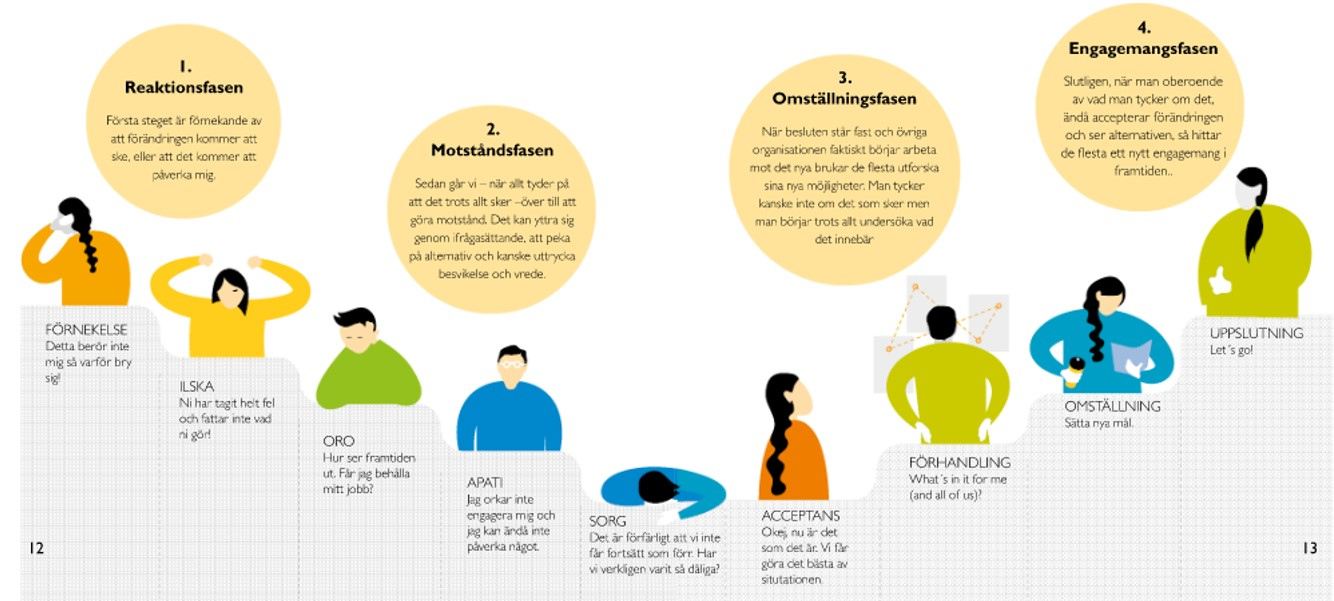 1.
Reaktionsfasen
Första steget är förnekande av
att förändringen kommer att
ske, eller att det kommer att
påverka mig.
2.
Motståndsfasen
Sedan går vi – när allt tyder på
att det trots allt sker –över till att
göra motstånd. Det kan yttra sig
genom ifrågasättande, att peka
på alternativ och kanske uttrycka
besvikelse och vrede.
3.
Omställningsfasen
När besluten står fast och övriga
organisationen faktiskt börjar arbeta
mot det nya brukar de flesta utforska
sina nya möjligheter. Man tycker
kanske inte om det som sker men
man börjar trots allt undersöka vad
det innebär
4.
Engagemangsfasen
Slutligen, när man oberoende
av vad man tycker om det,
ändå accepterar förändringen
och ser alternativen, så hittar
de flesta ett nytt engagemang i
framtiden..
FÖRNEKELSE
Detta berör inte
mig så varför bry
sig!
ILSKA
Ni har tagit helt fel
och fattar inte vad
ni gör!
ORO
Hur ser framtiden
ut. Får jag behålla
mitt jobb?
APATI
Jag orkar inte
engagera mig och
jag kan ändå inte
påverka något.
SORG
Det är förfärligt att vi inte
får fortsätt som förr. Har
vi verkligen varit så dåliga?
ACCEPTANS
Okej, nu är det
som det är. Vi får
göra det bästa av
situtationen.
FÖRHANDLING
What´s in it for me
(and all of us)?
OMSTÄLLNING
Sätta nya mål.
UPPSLUTNING
Let´s go!
12
13